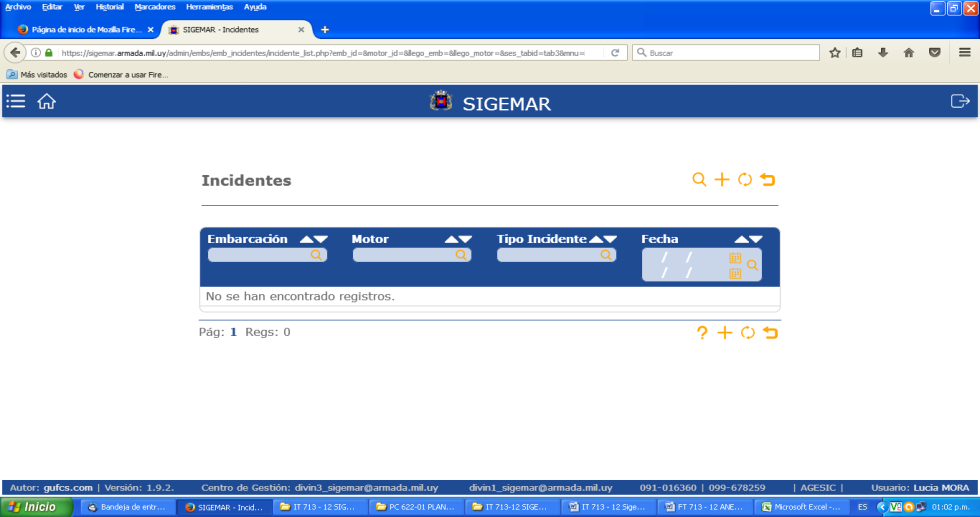 Archivo Editar Ver Historial Marcadores Herramientas Ayuda
Página de inicio de Mozilla Fire... SIGEMAR - Incidentes
https://sigemar.armada.mil.uy/admin/embs/emb_incidentes/incidente_list.php?emb_id=&motor_id=&llego_emb=&llego_motor=&ses_tabid=tab3&mnu= Buscar
Más visitados Comenzar a usar Fire...
SIGEMAR
Incidentes
Embarcación Motor Tipo Incidente Fecha
/ /
/ /
No se han encontrado registros.
Pág: 1 Regs: 0
Autor: gufcs.com | Versión: 1.9.2. Centro de Gestión: divin3_sigemar@armada.mil.uy divin1_sigemar@armada.mil.uy 091-016360 | 099-678259 | AGESIC | Usuario: Lucia MORA
Inicio Bandeja de entr... SIGEMAR - Incid... IT 713 - 12 SIG... PC 622-01 PLAN... IT 713-12 SIGE... IT 713 - 12 Sige... FT 713 - 12 ANE... Microsoft Excel -... ES 01:02 p.m.